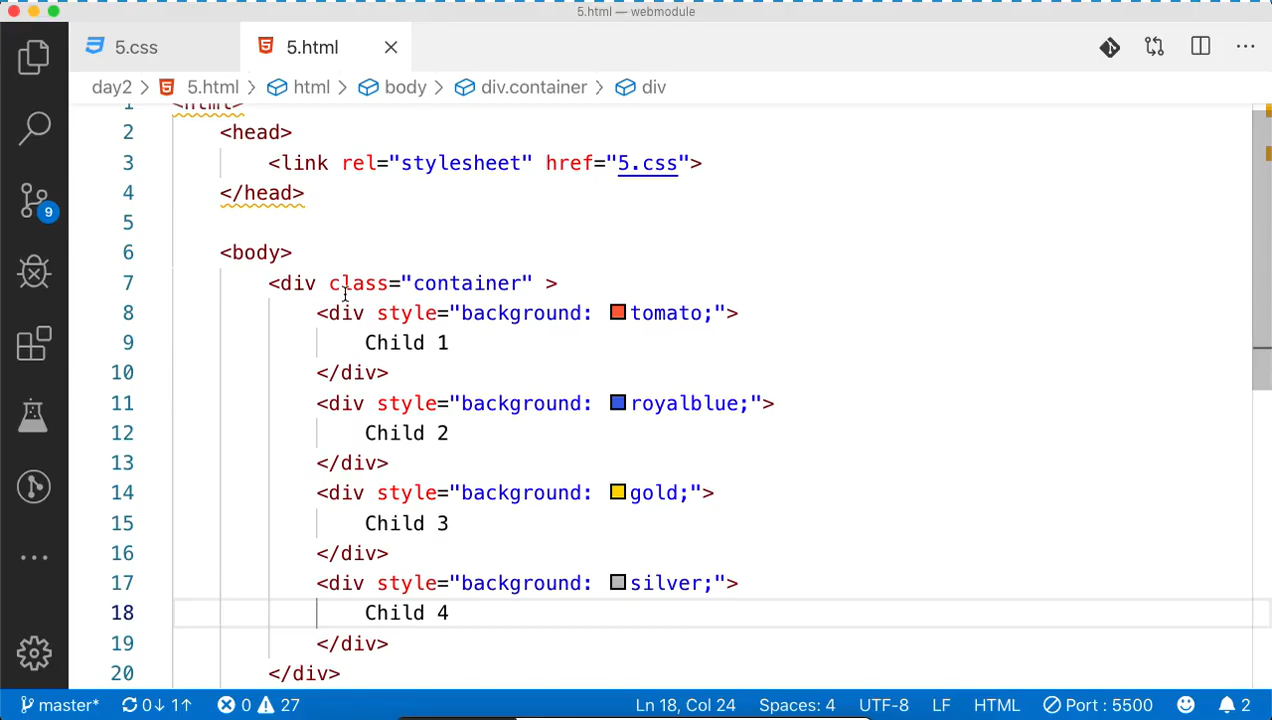 5.html — webmodule
5.css
5.html
day2 > 5.html > html > body > div.container > div
1 <html>
2 <head>
3 <link rel="stylesheet" href="5.css">
4 </head>
5
6 <body>
7 <div class="container" >
8 <div style="background: tomato;">
9 Child 1
10 </div>
11 <div style="background: royalblue;">
12 Child 2
13 </div>
14 <div style="background: gold;">
15 Child 3
16 </div>
17 <div style="background: silver;">
18 Child 4
19 </div>
20 </div>
9
master* 0↓ 1↑ 0 27 Ln 18, Col 24 Spaces: 4 UTF-8 LF HTML Port : 5500 2